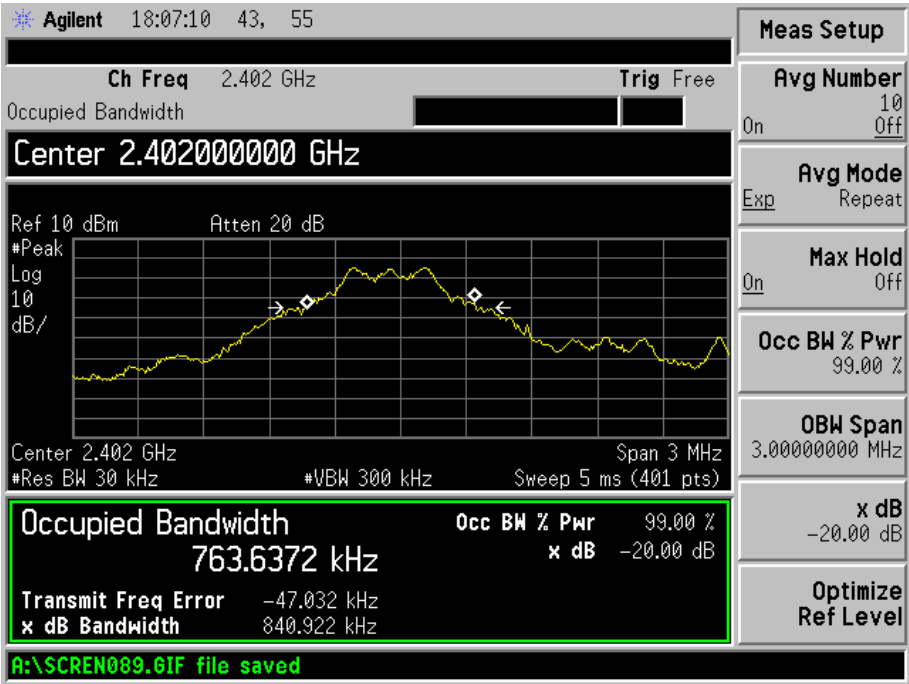 Agilent 18:07:10 43, 55
Ch Freq 2.402 GHz Trig Free
Occupied Bandwidth
Center 2.402000000 GHz
Ref 10 dBm Atten 20 dB
#Peak
Log
10
dB/
Center 2.402 GHz Span 3 MHz
#Res BW 30 kHz #VBW 300 kHz Sweep 5 ms (401 pts)
Occupied Bandwidth Occ BW % Pwr 99.00 %
763.6372 kHz x dB -20.00 dB
Transmit Freq Error -47.032 kHz
x dB Bandwidth 840.922 kHz
A:\SCREN089.GIF file saved
Meas Setup
Avg Number
10
On Off
Avg Mode
Exp Repeat
Max Hold
On Off
Occ BW % Pwr
99.00 %
OBW Span
3.00000000 MHz
x dB
-20.00 dB
Optimize
Ref Level